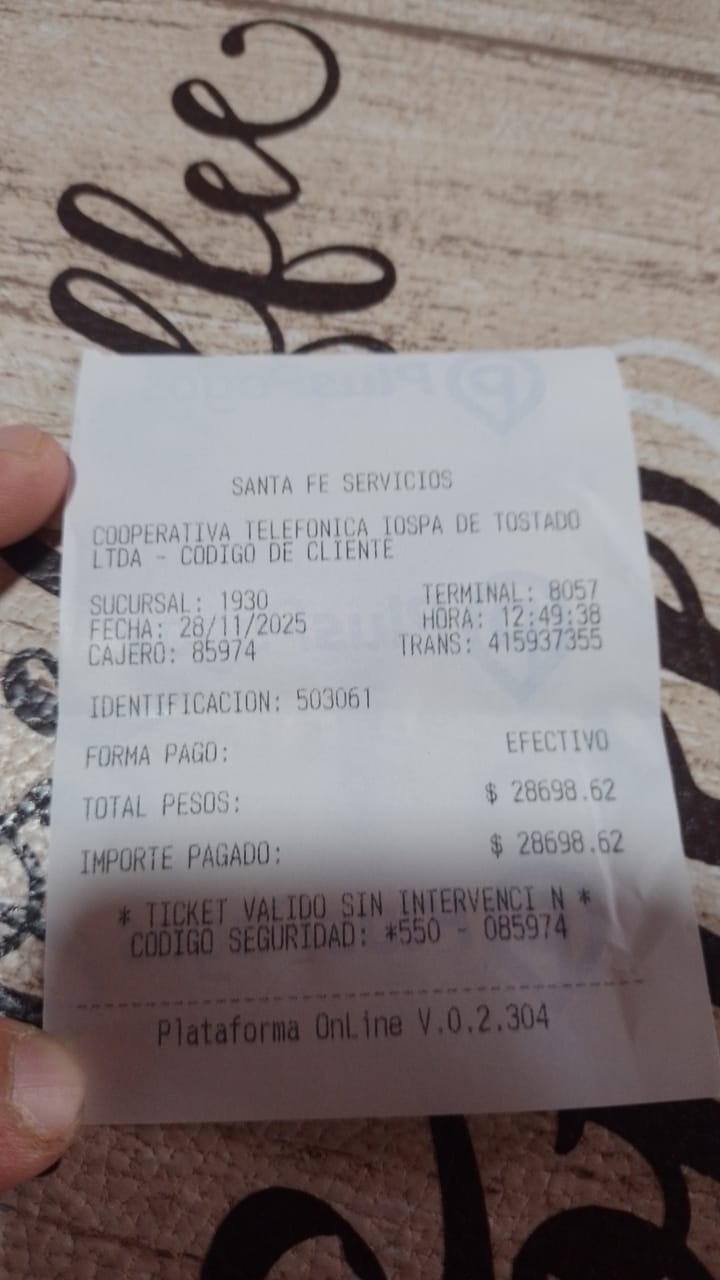 ffee
PlusPagos
SANTA FE SERVICIOS
COOPERATIVA TELEFONICA IOSPA DE TOSTADO
LTDA - CODIGO DE CLIENTE
SUCURSAL: 1930 TERMINAL: 8057
FECHA: 28/11/2025 HORA: 12:49:38
CAJERO: 85974 TRANS: 415937355
IDENTIFICACION: 503061
FORMA PAGO: EFECTIVO
TOTAL PESOS: $ 28698.62
IMPORTE PAGADO: $ 28698.62
* TICKET VALIDO SIN INTERVENCI N *
CODIGO SEGURIDAD: *550 - 085974
Plataforma OnLine V.0.2.304